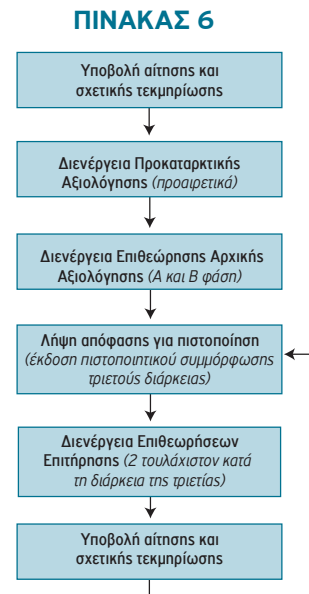 ΠΙΝΑΚΑΣ 6
Υποβολή αίτησης και
σχετικής τεκμηρίωσης
Διενέργεια Προκαταρκτικής
Αξιολόγησης (προαιρετικά)
Διενέργεια Επιθεώρησης Αρχικής
Αξιολόγησης (Α και Β φάση)
Λήψη απόφασης για πιστοποίηση
(έκδοση πιστοποιητικού συμμόρφωσης
τριετούς διάρκειας)
Διενέργεια Επιθεωρήσεων
Επιτήρησης (2 τουλάχιστον κατά
τη διάρκεια της τριετίας)
Υποβολή αίτησης και
σχετικής τεκμηρίωσης